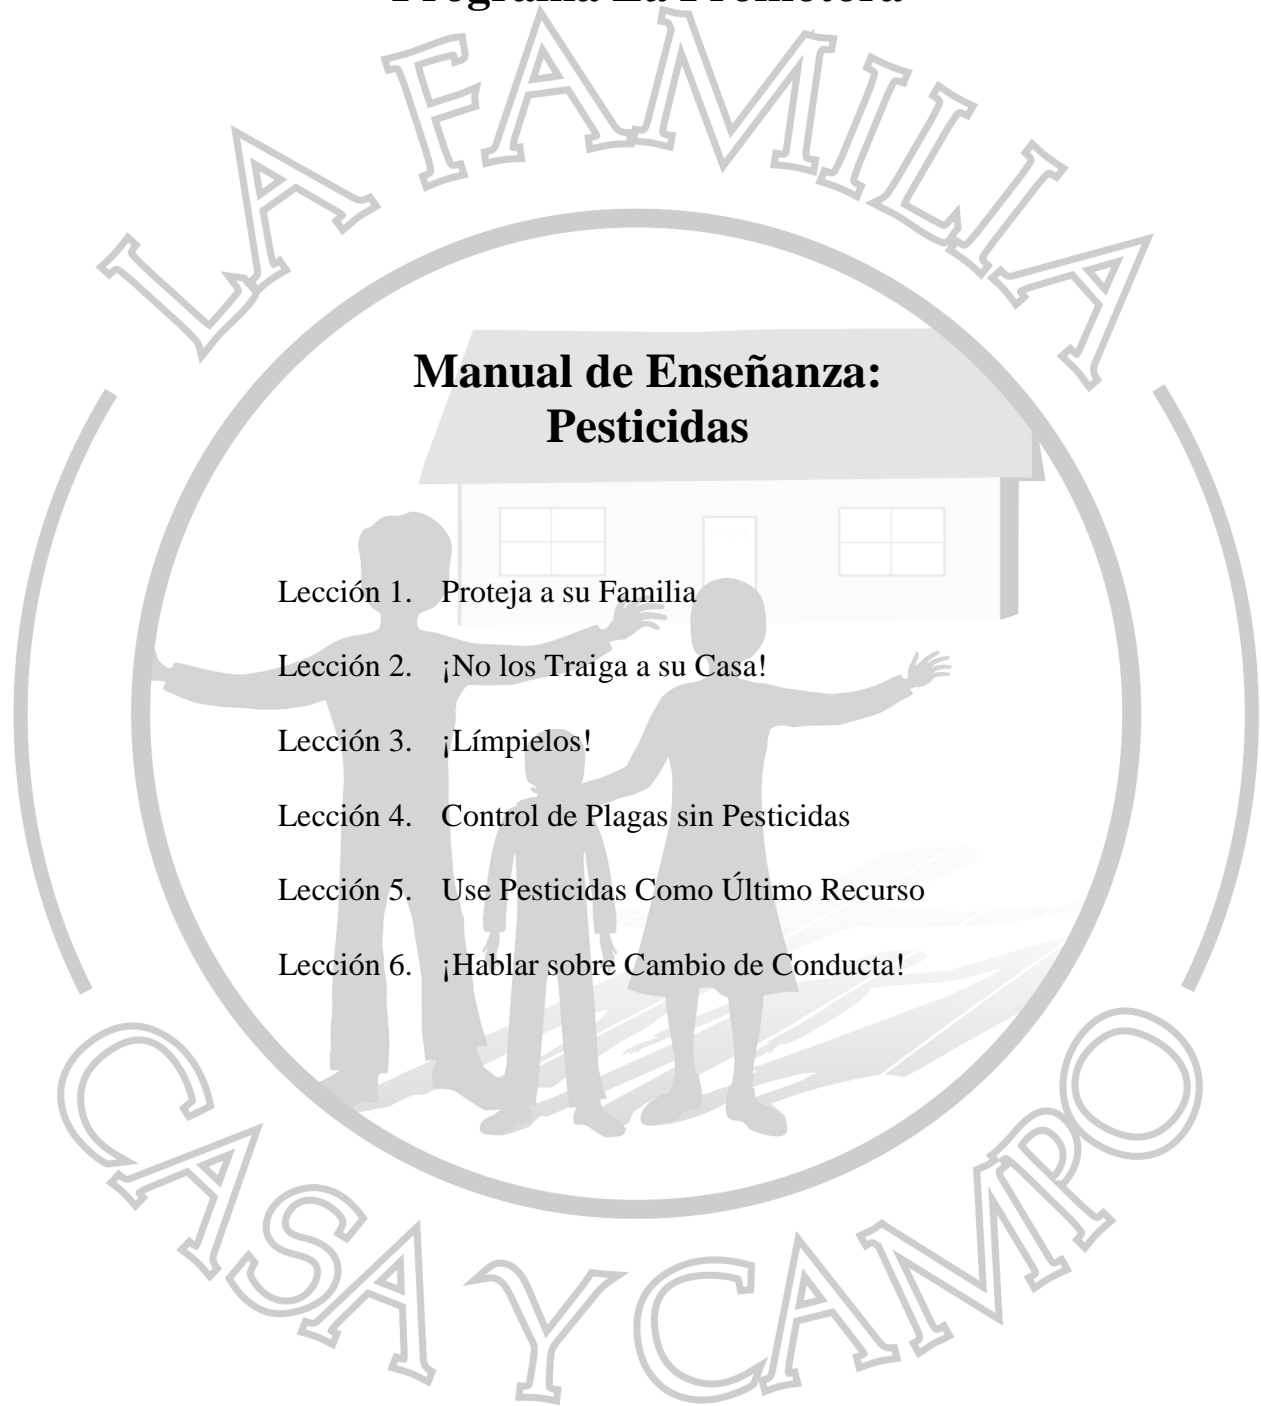 Programa La Promotora
LA FAMILIA
Manual de Enseñanza:
Pesticidas
Lección 1. Proteja a su Familia
Lección 2. ¡No los Traiga a su Casa!
Lección 3. ¡Límpielos!
Lección 4. Control de Plagas sin Pesticidas
Lección 5. Use Pesticidas Como Último Recurso
Lección 6. ¡Hablar sobre Cambio de Conducta!
CASA Y CAMPO